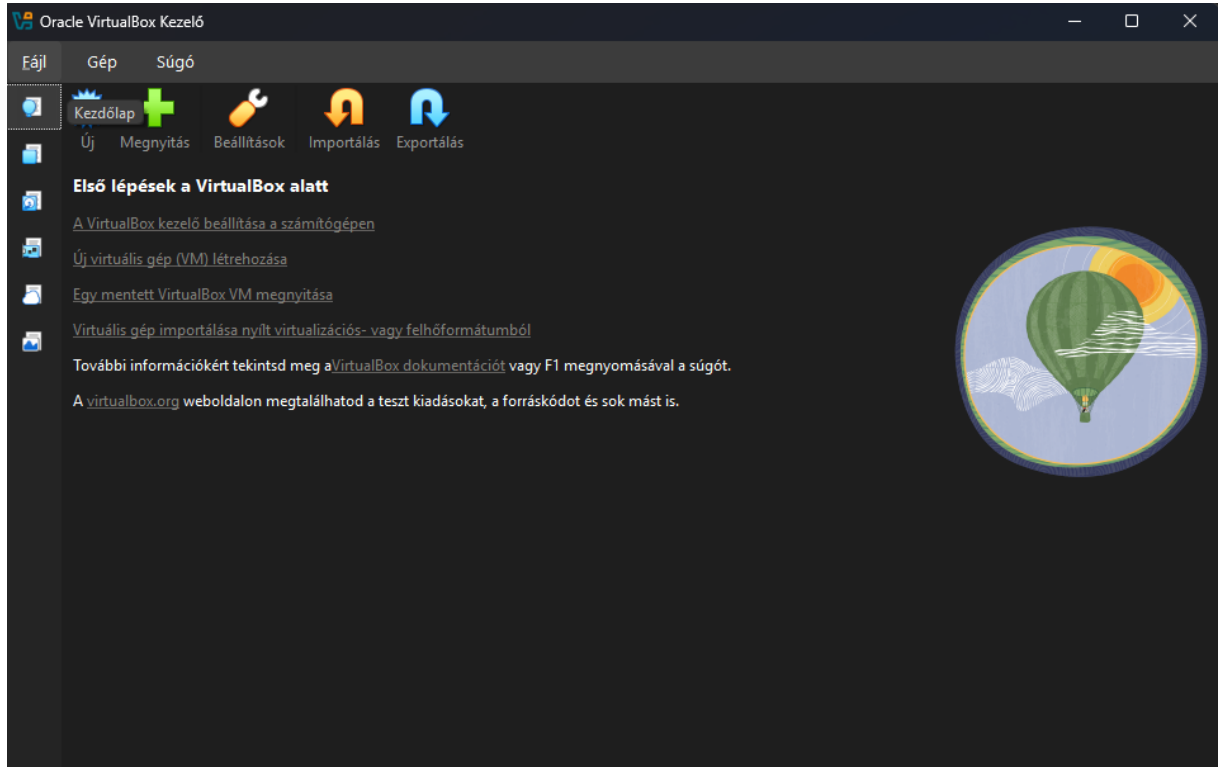 Oracle VirtualBox Kezelő
Fájl Gép Súgó
Kezdőlap
Új Megnyitás Beállítások Importálás Exportálás
Első lépések a VirtualBox alatt
A VirtualBox kezelő beállítása a számítógépen
Új virtuális gép (VM) létrehozása
Egy mentett VirtualBox VM megnyitása
Virtuális gép importálása nyílt virtualizációs- vagy felhőformátumból
További információkért tekintsd meg aVirtualBox dokumentációt vagy F1 megnyomásával a súgót.
A virtualbox.org weboldalon megtalálhatod a teszt kiadásokat, a forráskódot és sok mást is.